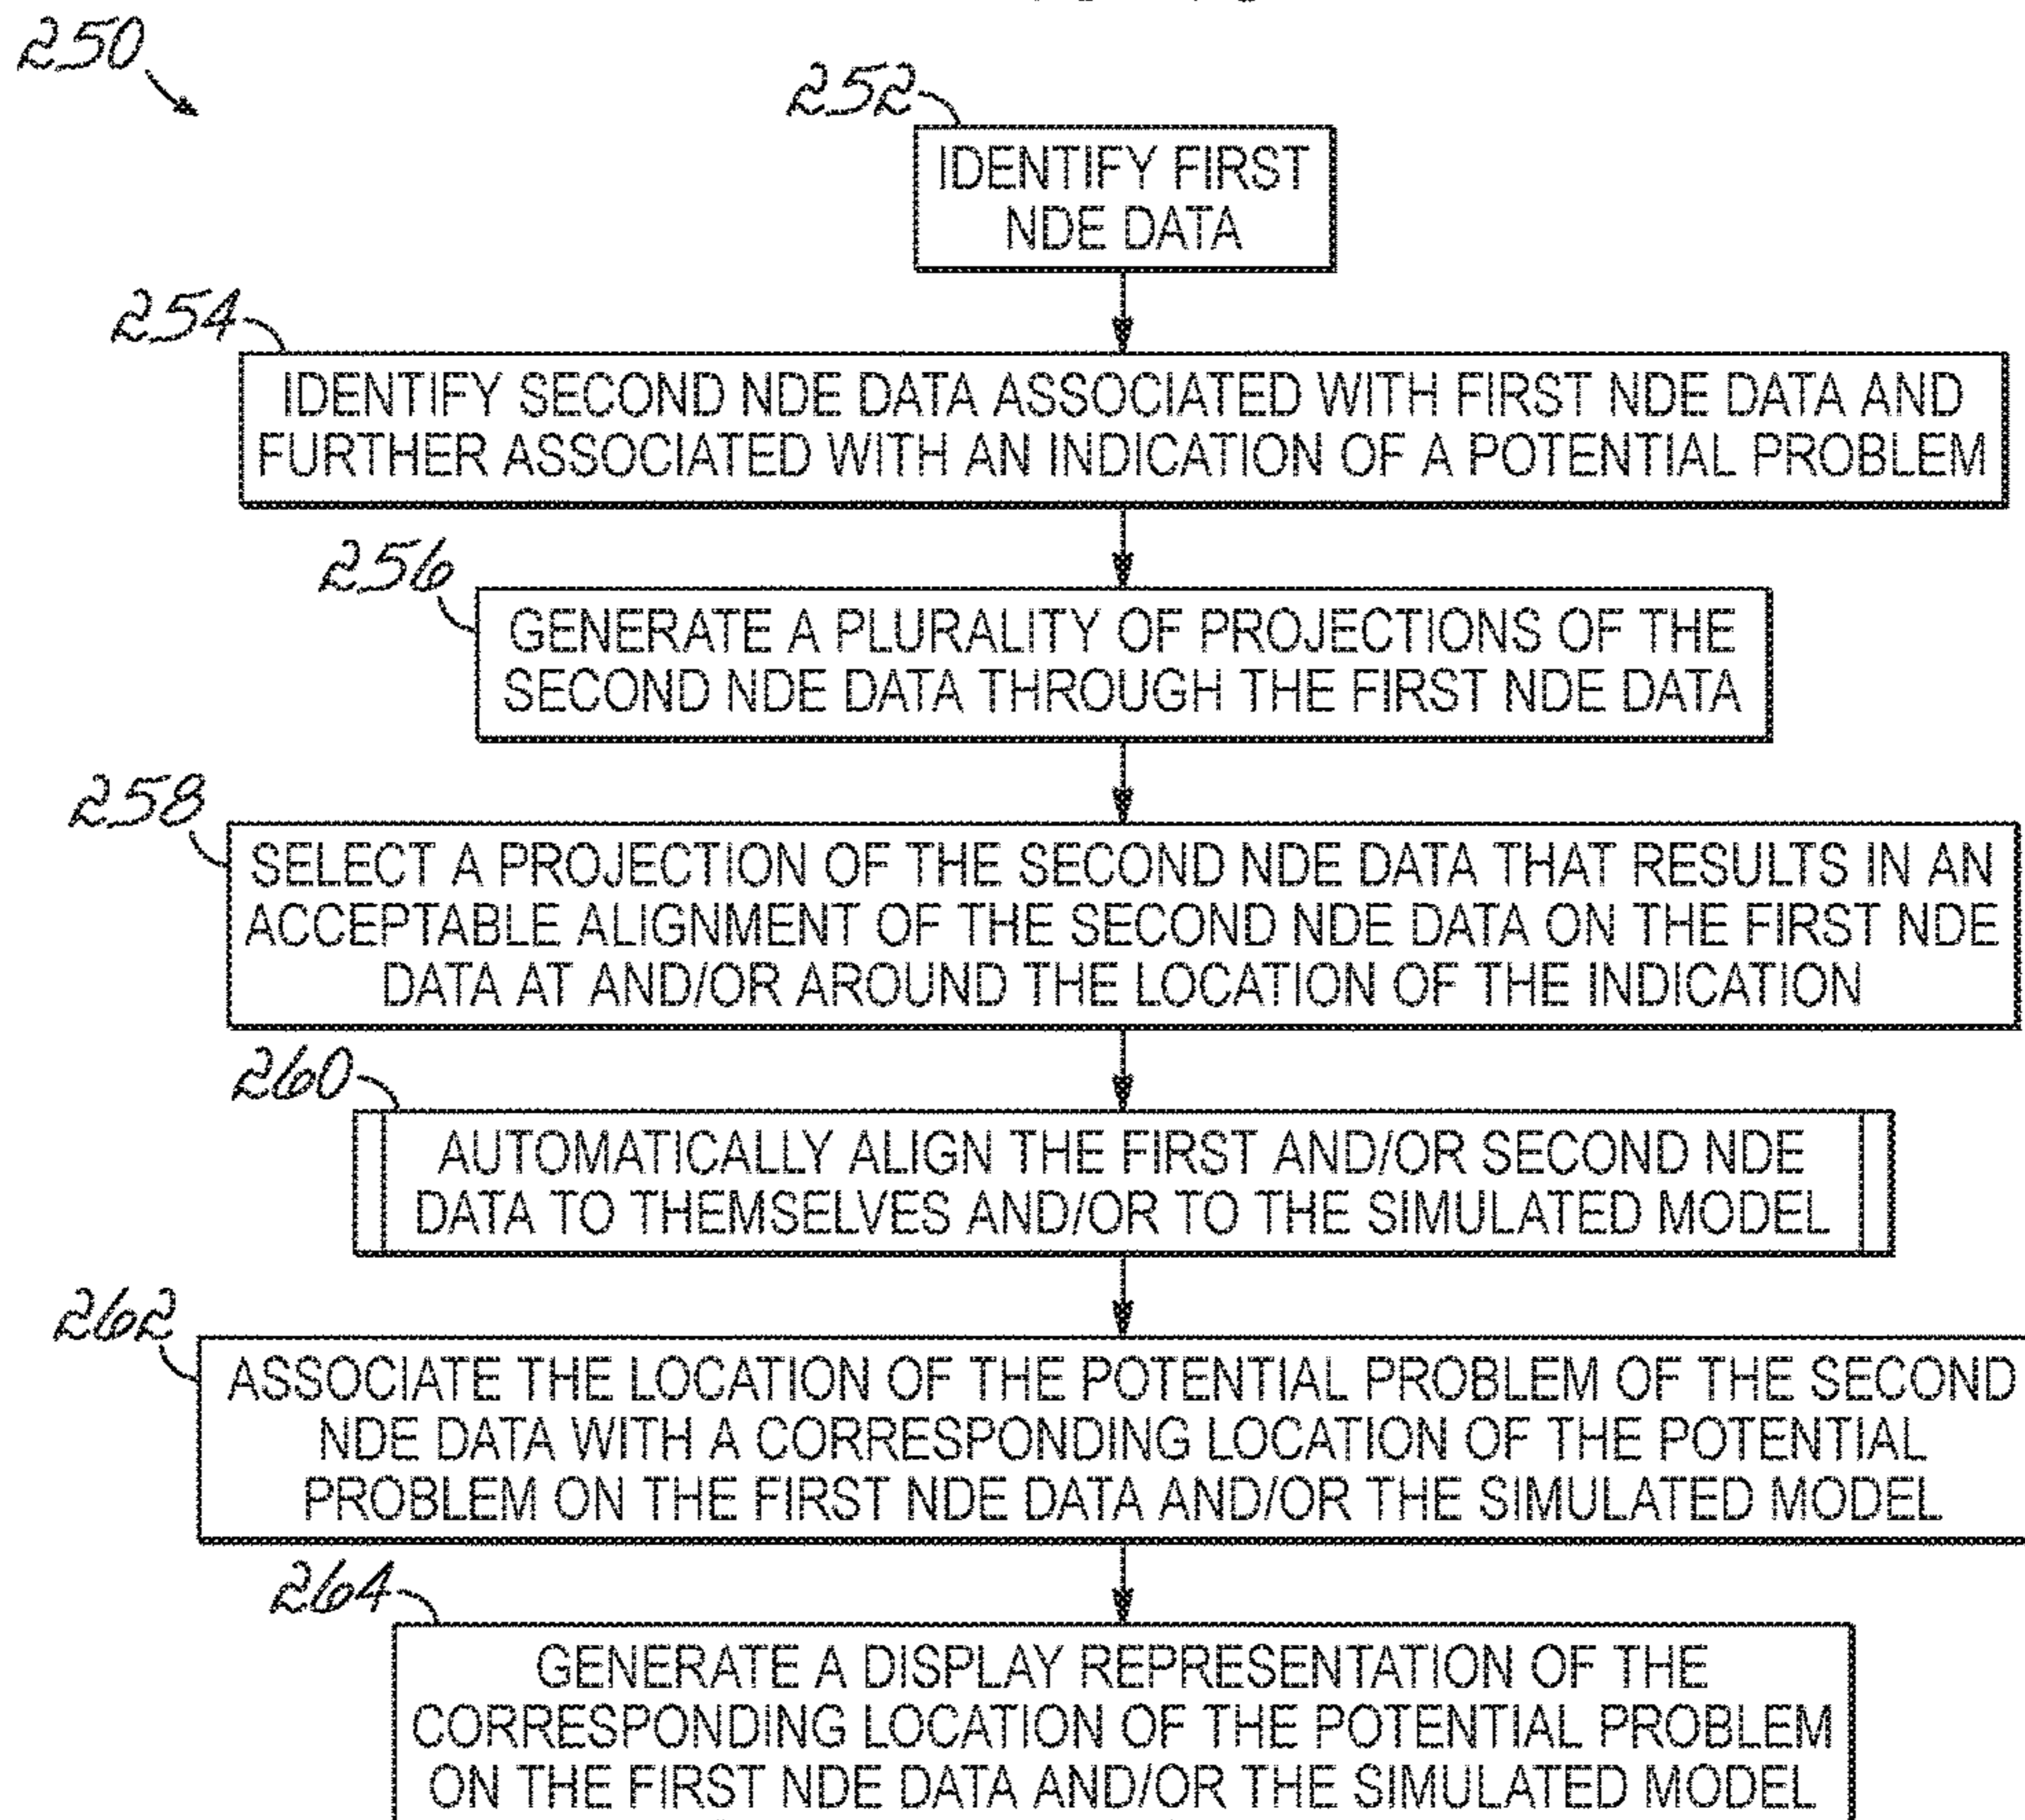 250
252
IDENTIFY FIRST
NDE DATA
254
IDENTIFY SECOND NDE DATA ASSOCIATED WITH FIRST NDE DATA AND
FURTHER ASSOCIATED WITH AN INDICATION OF A POTENTIAL PROBLEM
256
GENERATE A PLURALITY OF PROJECTIONS OF THE
SECOND NDE DATA THROUGH THE FIRST NDE DATA
258
SELECT A PROJECTION OF THE SECOND NDE DATA THAT RESULTS IN AN
ACCEPTABLE ALIGNMENT OF THE SECOND NDE DATA ON THE FIRST NDE
DATA AT AND/OR AROUND THE LOCATION OF THE INDICATION
260
AUTOMATICALLY ALIGN THE FIRST AND/OR SECOND NDE
DATA TO THEMSELVES AND/OR TO THE SIMULATED MODEL
262
ASSOCIATE THE LOCATION OF THE POTENTIAL PROBLEM OF THE SECOND
NDE DATA WITH A CORRESPONDING LOCATION OF THE POTENTIAL
PROBLEM ON THE FIRST NDE DATA AND/OR THE SIMULATED MODEL
264
GENERATE A DISPLAY REPRESENTATION OF THE
CORRESPONDING LOCATION OF THE POTENTIAL PROBLEM
ON THE FIRST NDE DATA AND/OR THE SIMULATED MODEL